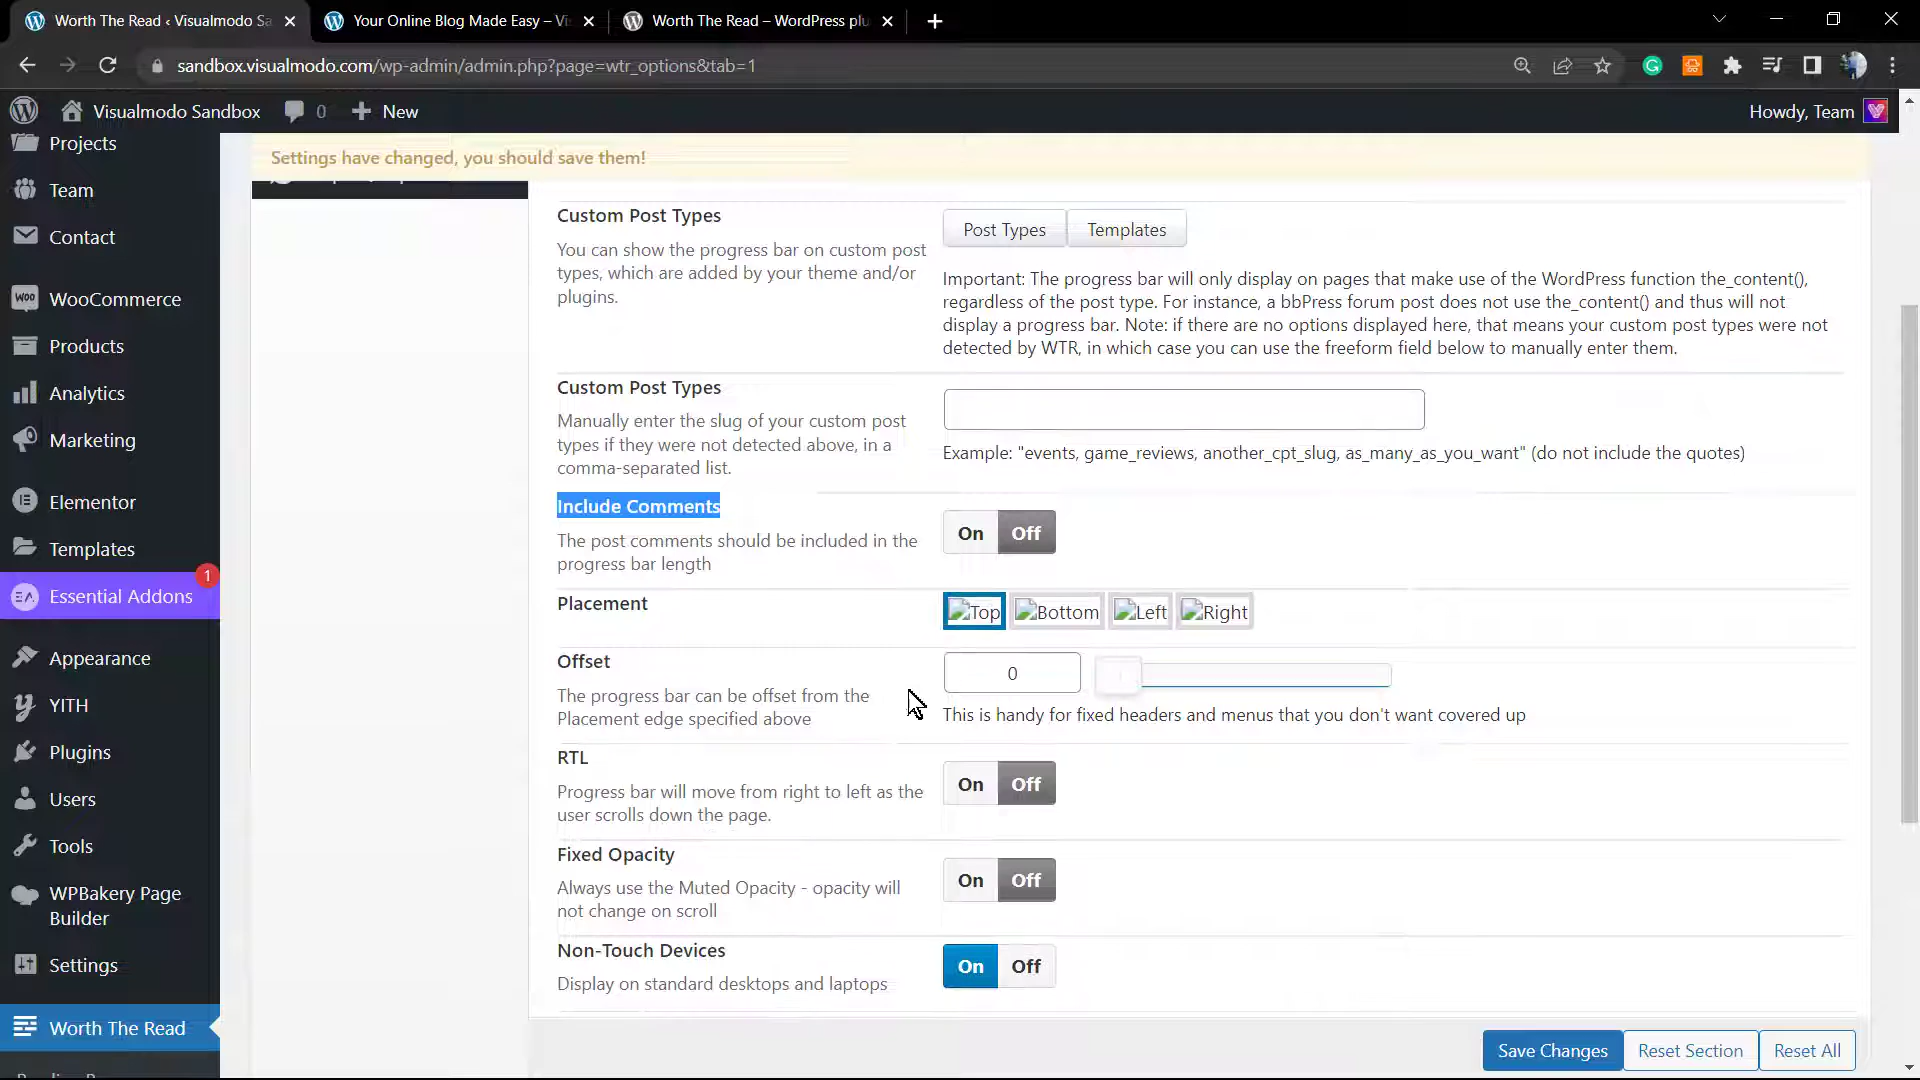 Worth The Read ‹ Visualmodo Sa
Your Online Blog Made Easy – Vi
Worth The Read – WordPress plu
sandbox.visualmodo.com/wp-admin/admin.php?page=wtr_options&tab=1
Visualmodo Sandbox
0
New
Howdy, Team
Projects
Team
Contact
WooCommerce
Products
Analytics
Marketing
Elementor
Templates
Essential Addons
1
Appearance
YITH
Plugins
Users
Tools
WPBakery Page
Builder
Settings
Worth The Read
Settings have changed, you should save them!
Custom Post Types
You can show the progress bar on custom post
types, which are added by your theme and/or
plugins.
Post Types
Templates
Important: The progress bar will only display on pages that make use of the WordPress function the_content(),
regardless of the post type. For instance, a bbPress forum post does not use the_content() and thus will not
display a progress bar. Note: if there are no options displayed here, that means your custom post types were not
detected by WTR, in which case you can use the freeform field below to manually enter them.
Custom Post Types
Manually enter the slug of your custom post
types if they were not detected above, in a
comma-separated list.
Example: "events, game_reviews, another_cpt_slug, as_many_as_you_want" (do not include the quotes)
Include Comments
The post comments should be included in the
progress bar length
On Off
Placement
Top Bottom Left Right
Offset
The progress bar can be offset from the
Placement edge specified above
0
This is handy for fixed headers and menus that you don't want covered up
RTL
Progress bar will move from right to left as the
user scrolls down the page.
On Off
Fixed Opacity
Always use the Muted Opacity - opacity will
not change on scroll
On Off
Non-Touch Devices
Display on standard desktops and laptops
On Off
Save Changes
Reset Section
Reset All